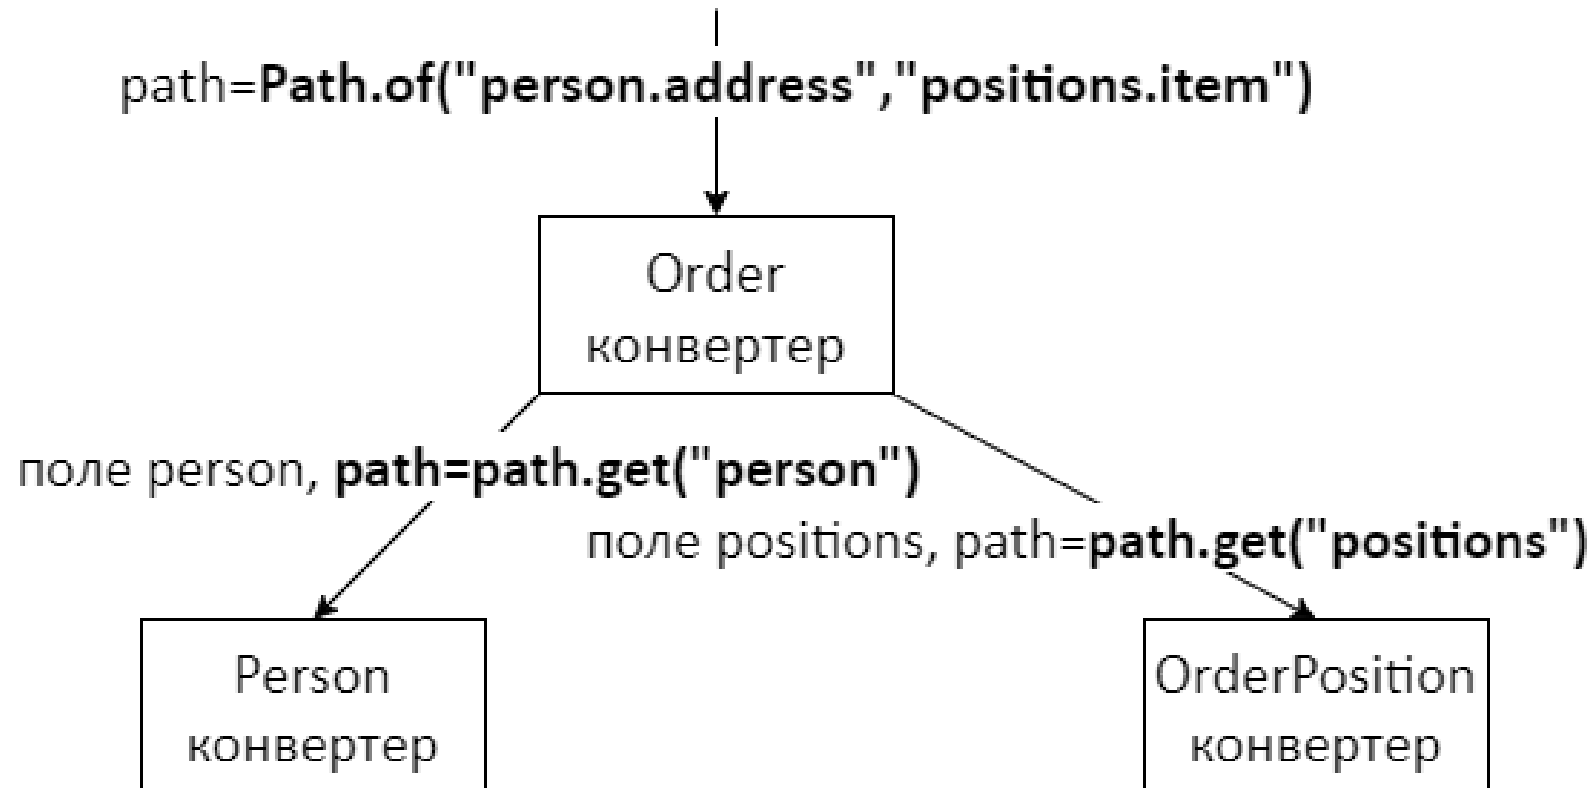 path=Path.of("person.address","positions.item")
Order
конвертер
поле person, path=path.get("person")
поле positions, path=path.get("positions")
Person
конвертер
OrderPosition
конвертер